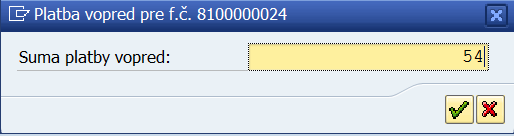 Platba vopred pre f.č. 8100000024
Suma platby vopred: 54